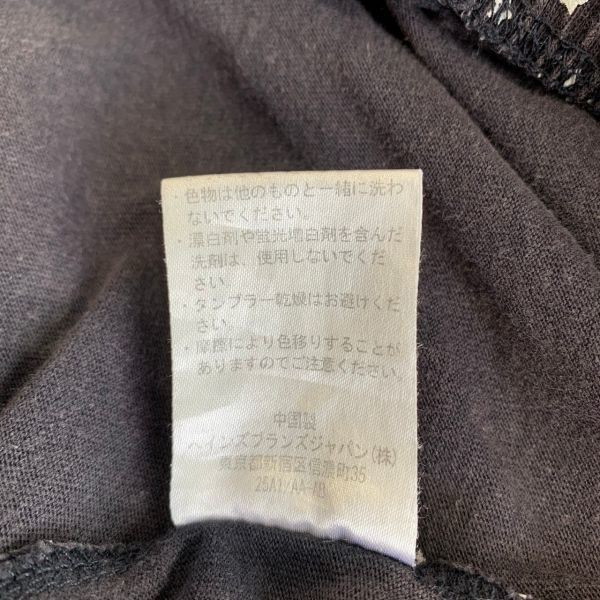 ・色物は他のものと一緒に洗わ
ないでください。
・漂白剤や蛍光増白剤を含んだ
洗剤は、使用しないでくだ
さい。
・タンブラー乾燥はお避けくだ
さい。
・摩擦により色移りすることが
ありますのでご注意ください。
中国製
ヘインズブランズジャパン(株)
東京都新宿区信濃町35